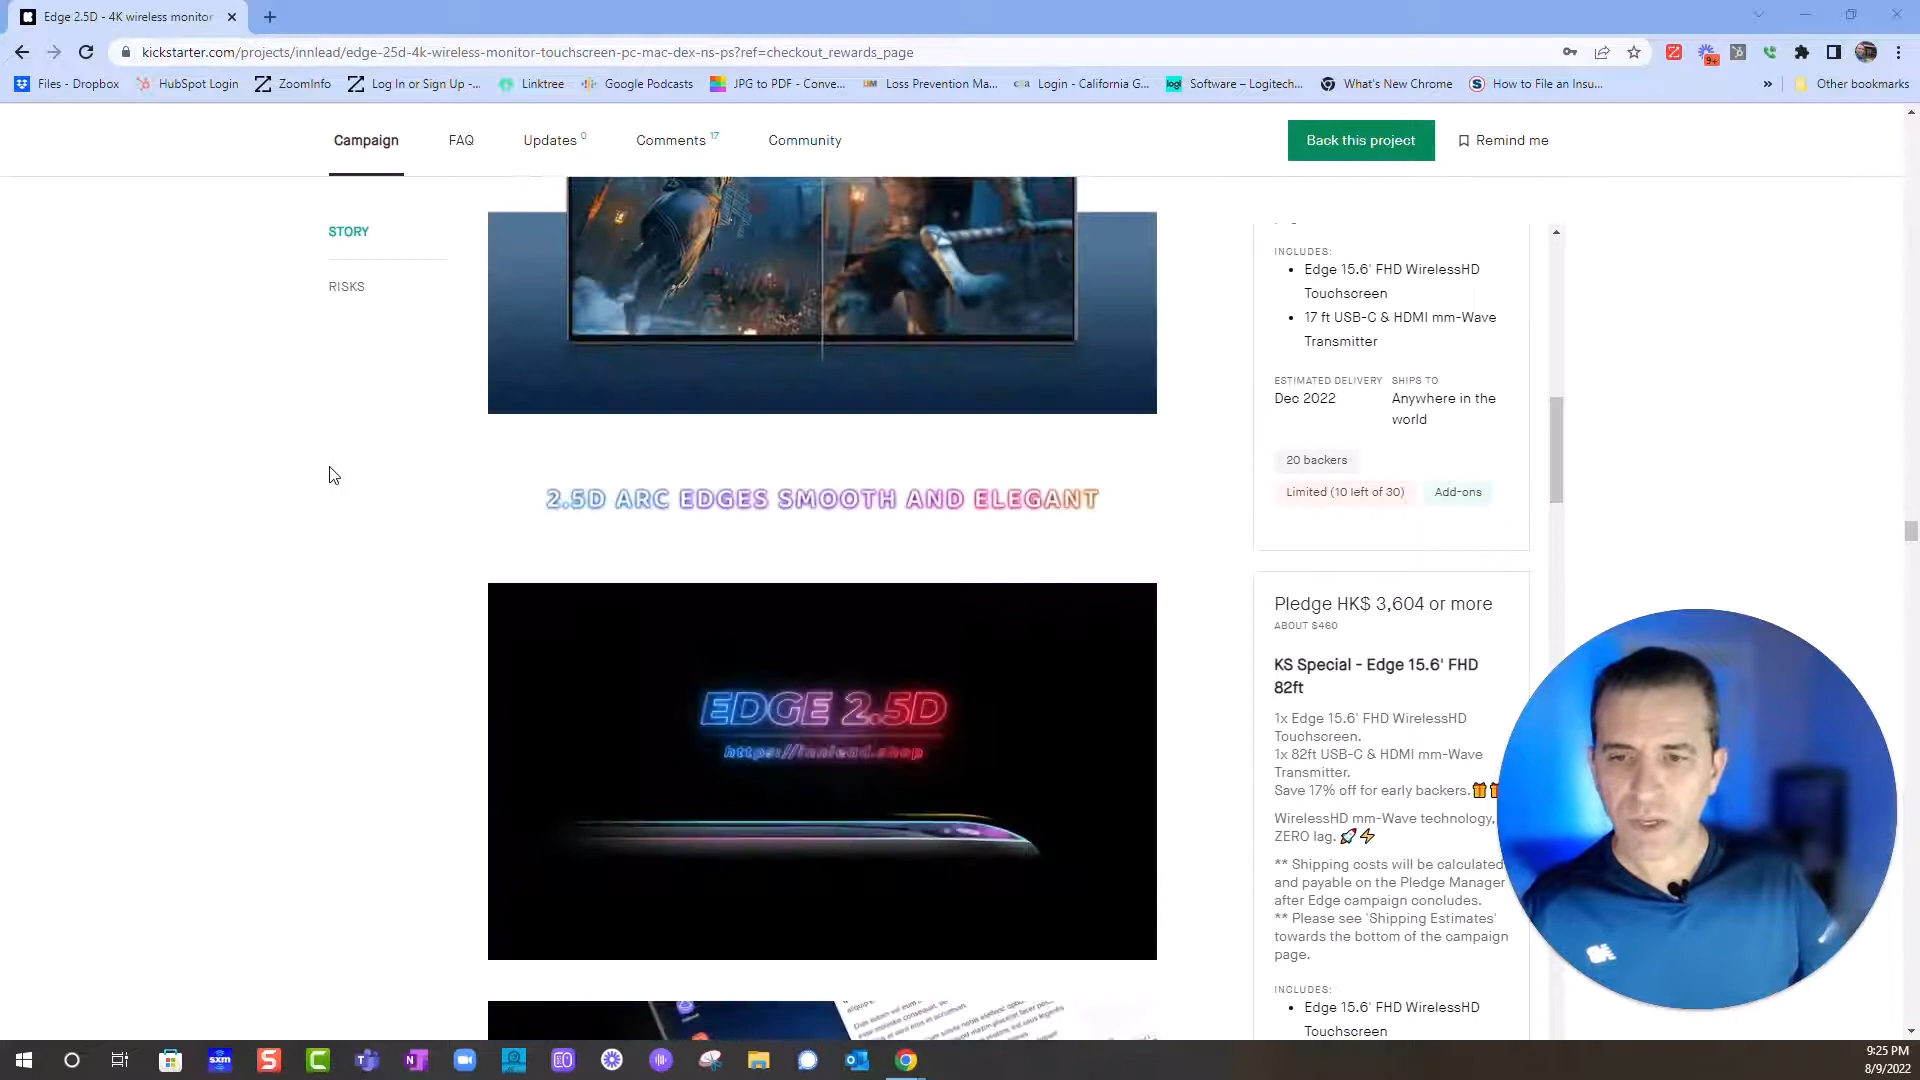 Edge 2.5D - 4K wireless monitor
kickstarter.com/projects/innlead/edge-25d-4k-wireless-monitor-touchscreen-pc-mac-dex-ns-ps?ref=checkout_rewards_page
9+
Files - Dropbox
HubSpot Login
ZoomInfo
Log In or Sign Up -...
Linktree
Google Podcasts
JPG to PDF - Conve...
Loss Prevention Ma...
Login - California G...
Software – Logitech...
What's New Chrome
How to File an Insu...
»
Other bookmarks
Campaign
FAQ
Updates 0
Comments 17
Community
Back this project
Remind me
STORY
RISKS
2.5D ARC EDGES SMOOTH AND ELEGANT
EDGE 2.5D
https://innlead.shop
INCLUDES:
• Edge 15.6' FHD WirelessHD
Touchscreen
• 17 ft USB-C & HDMI mm-Wave
Transmitter
ESTIMATED DELIVERY
Dec 2022
SHIPS TO
Anywhere in the
world
20 backers
Limited (10 left of 30)
Add-ons
Pledge HK$ 3,604 or more
ABOUT $460
KS Special - Edge 15.6' FHD
82ft
1x Edge 15.6' FHD WirelessHD
Touchscreen.
1x 82ft USB-C & HDMI mm-Wave
Transmitter.
Save 17% off for early backers.🎁🎁
WirelessHD mm-Wave technology,
ZERO lag. 🚀⚡
** Shipping costs will be calculated
and payable on the Pledge Manager
after Edge campaign concludes.
** Please see 'Shipping Estimates'
towards the bottom of the campaign
page.
INCLUDES:
• Edge 15.6' FHD WirelessHD
Touchscreen
sxm
9:25 PM
8/9/2022